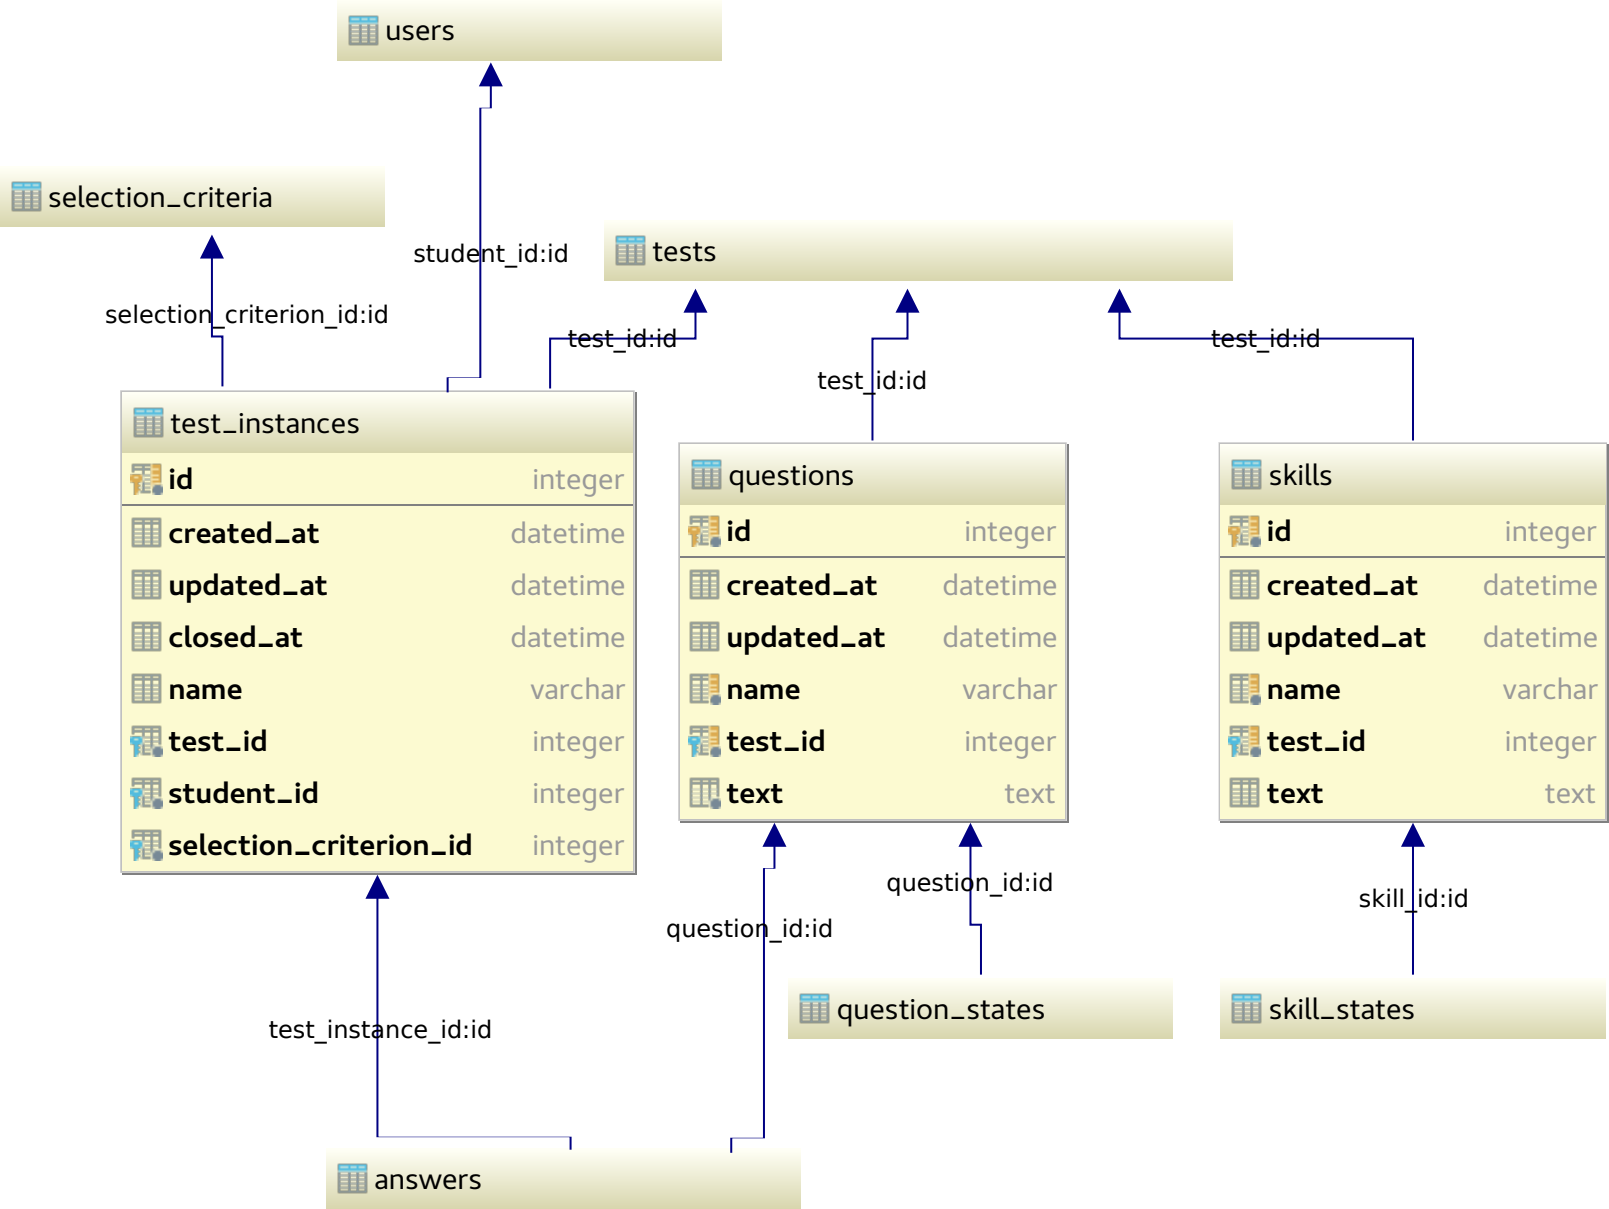 users
selection_criteria
student_id:id
tests
selection_criterion_id:id
test_id:id
test_id:id
test_id:id
test_instances
id integer
created_at datetime
updated_at datetime
closed_at datetime
name varchar
test_id integer
student_id integer
selection_criterion_id integer
questions
id integer
created_at datetime
updated_at datetime
name varchar
test_id integer
text text
skills
id integer
created_at datetime
updated_at datetime
name varchar
test_id integer
text text
question_id:id
question_id:id
skill_id:id
question_states
skill_states
test_instance_id:id
answers